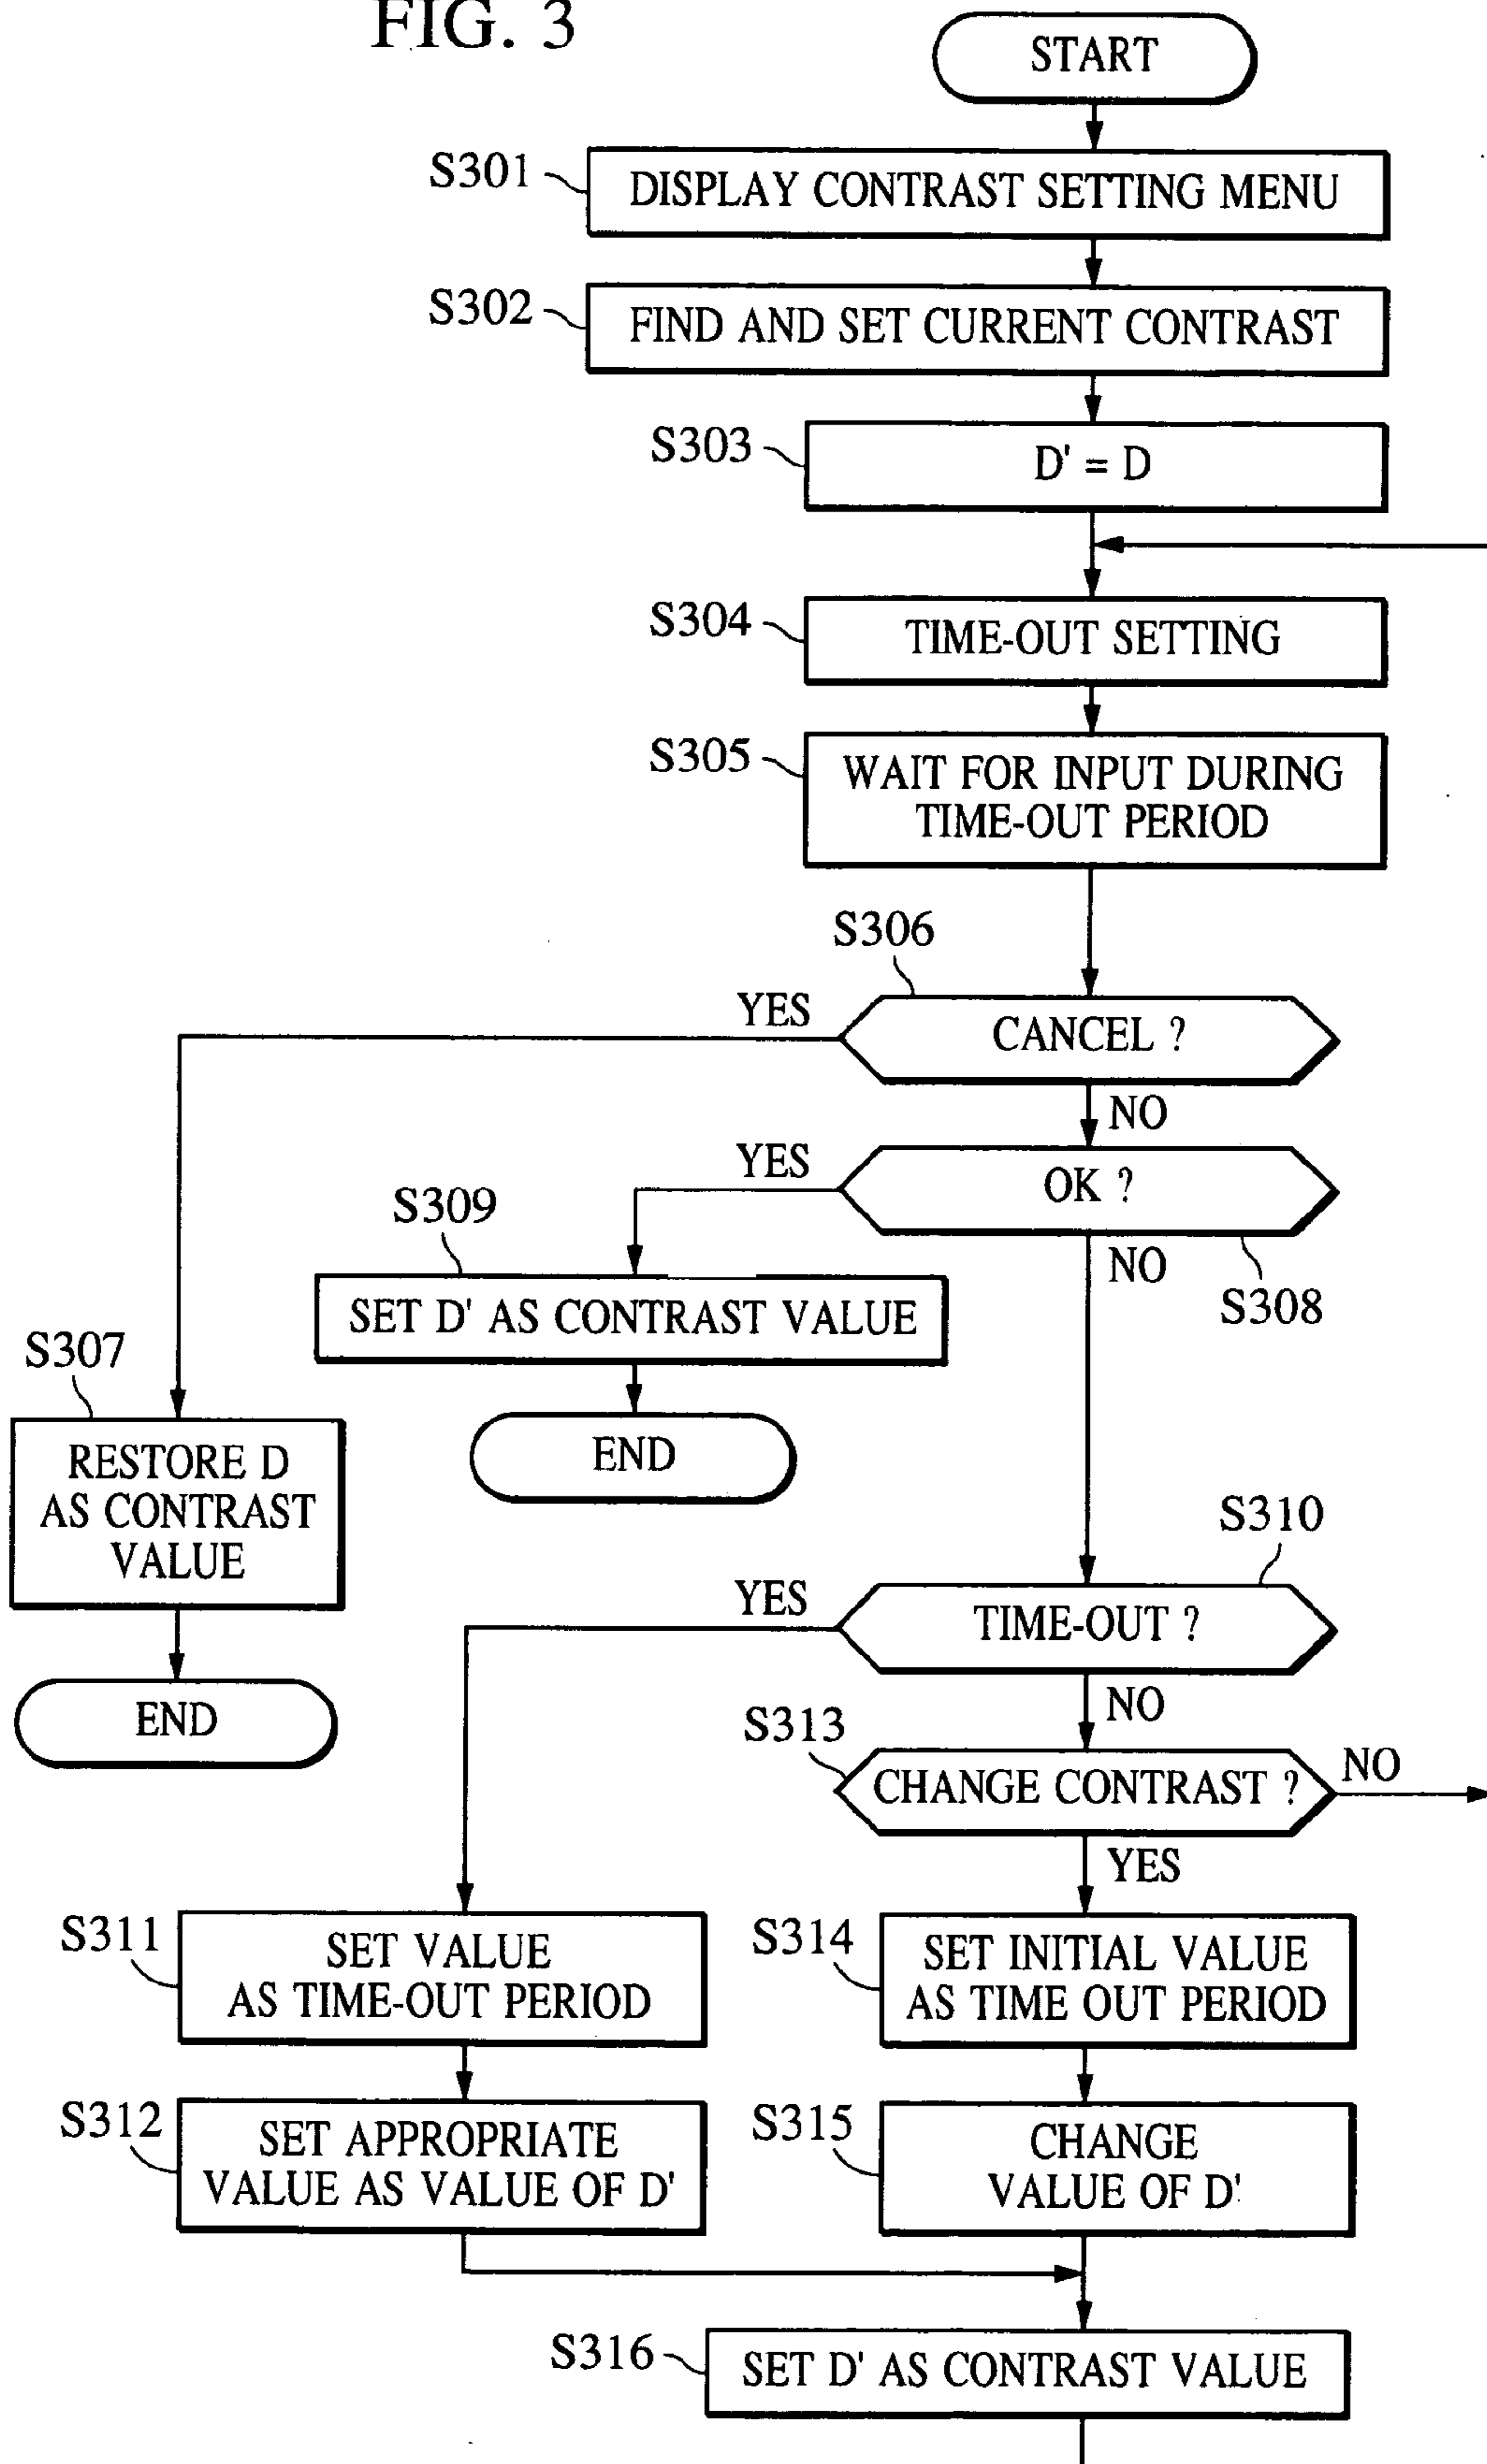 FIG. 3
START
S301
DISPLAY CONTRAST SETTING MENU
S302
FIND AND SET CURRENT CONTRAST
S303
D' = D
S304
TIME-OUT SETTING
S305
WAIT FOR INPUT DURING
TIME-OUT PERIOD
S306
YES
CANCEL ?
NO
YES
OK ?
S309
NO
S308
SET D' AS CONTRAST VALUE
S307
END
RESTORE D
AS CONTRAST
VALUE
S310
YES
TIME-OUT ?
END
NO
S313
CHANGE CONTRAST ?
NO
YES
S311
SET VALUE
AS TIME-OUT PERIOD
S314
SET INITIAL VALUE
AS TIME OUT PERIOD
S312
SET APPROPRIATE
VALUE AS VALUE OF D'
S315
CHANGE
VALUE OF D'
S316
SET D' AS CONTRAST VALUE